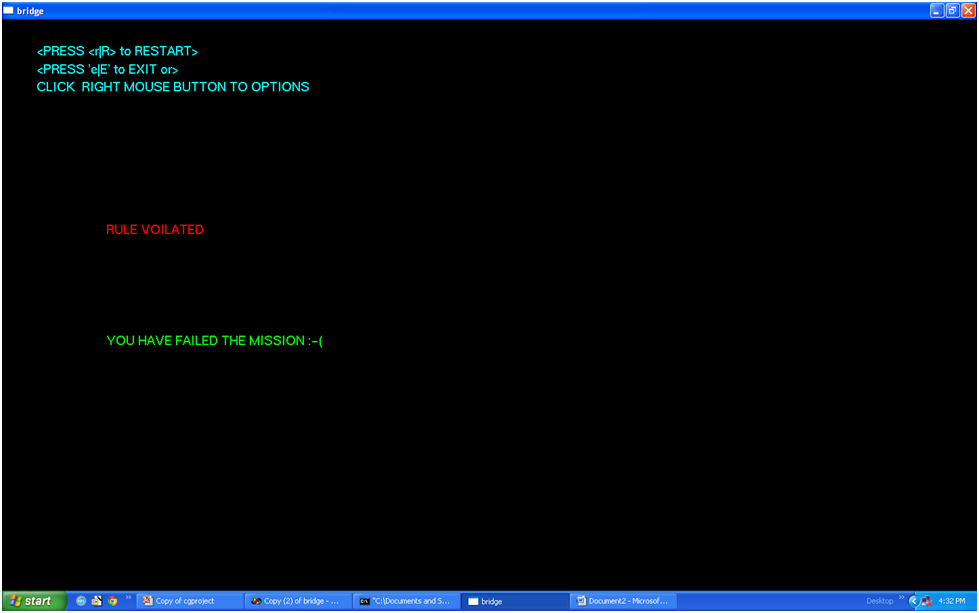 bridge
<PRESS <r|R> to RESTART>
<PRESS 'e|E' to EXIT or>
CLICK  RIGHT MOUSE BUTTON TO OPTIONS
RULE VOILATED
YOU HAVE FAILED THE MISSION :-(
start
Copy of cgproject
Copy (2) of bridge - ...
"C:\Documents and S...
bridge
Document2 - Microsof...
Desktop
4:32 PM